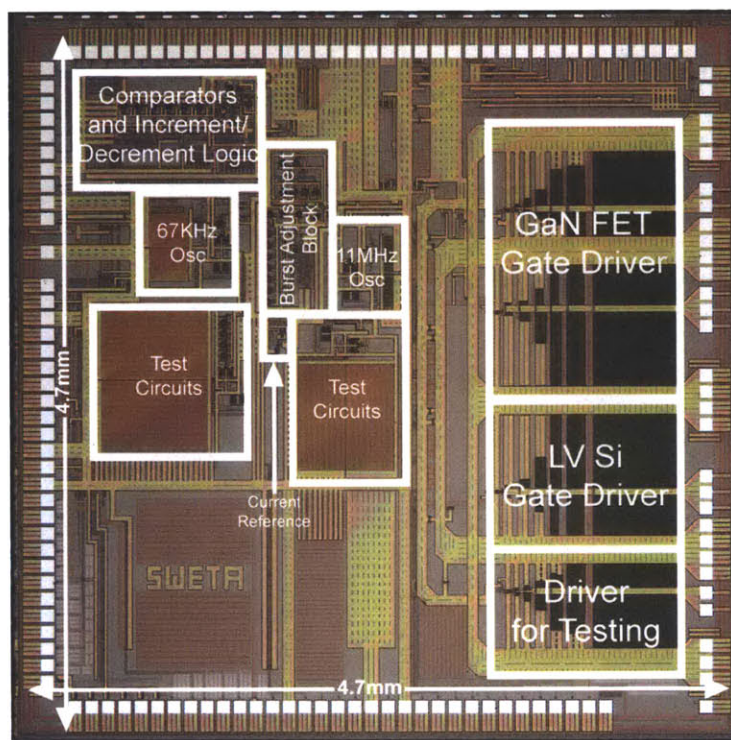 Comparators
and Increment/
Decrement Logic
67KHz
Osc
Burst Adjustment
Block
11MHz
Osc
GaN FET
Gate Driver
Test
Circuits
Test
Circuits
4.7mm
LV Si
Gate Driver
Current
Reference
SWETA
Driver
for Testing
4.7mm